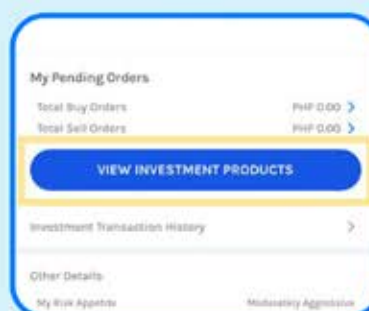 My Pending Orders
Total Buy Orders PHP 0.00
Total Sell Orders PHP 0.00
VIEW INVESTMENT PRODUCTS
Investment Transaction History
Other Details
My Risk Appetite Moderately Aggressive